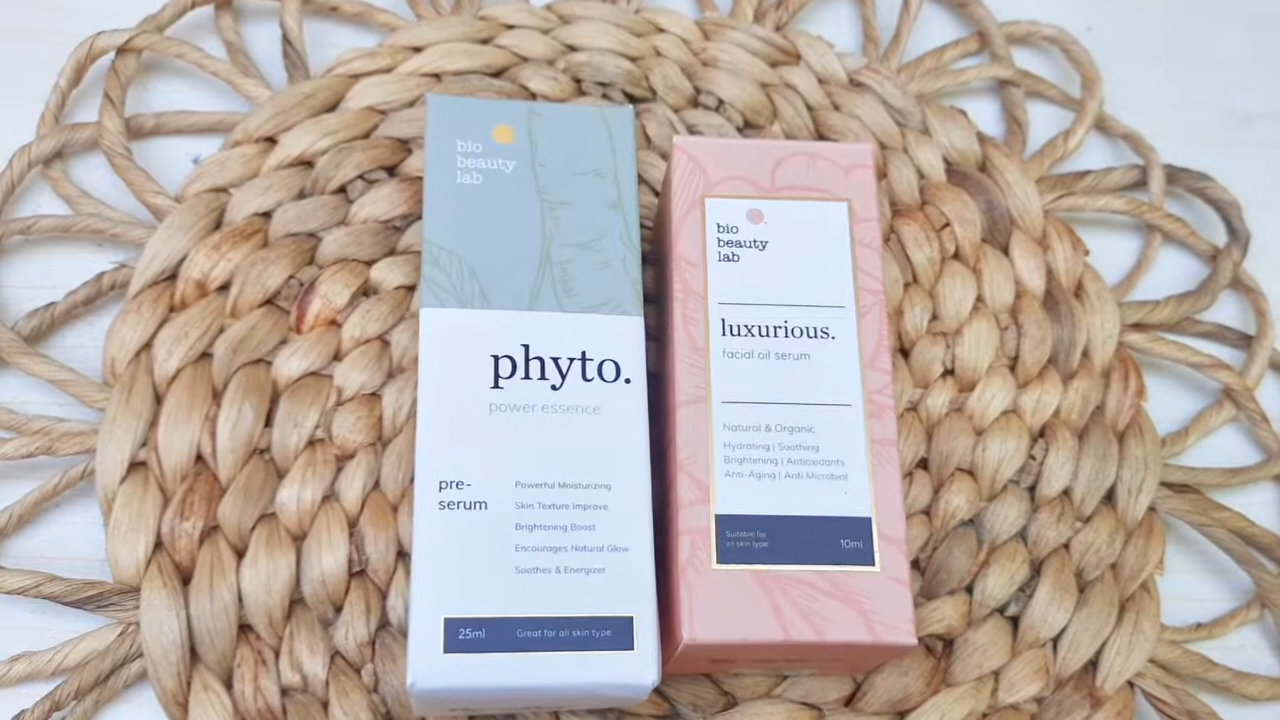 bio
beauty
lab
phyto.
power essence
pre-
serum
Powerful Moisturizing
Skin Texture Improve
Brightening Boost
Encourages Natural Glow
Soothes & Energizer
25ml
Great for all skin type
bio
beauty
lab
luxurious.
facial oil serum
Natural & Organic
Hydrating | Soothing
Brightening | Antioxidants
Anti-Aging | Anti Microbial
Suitable for
all skin type
10ml